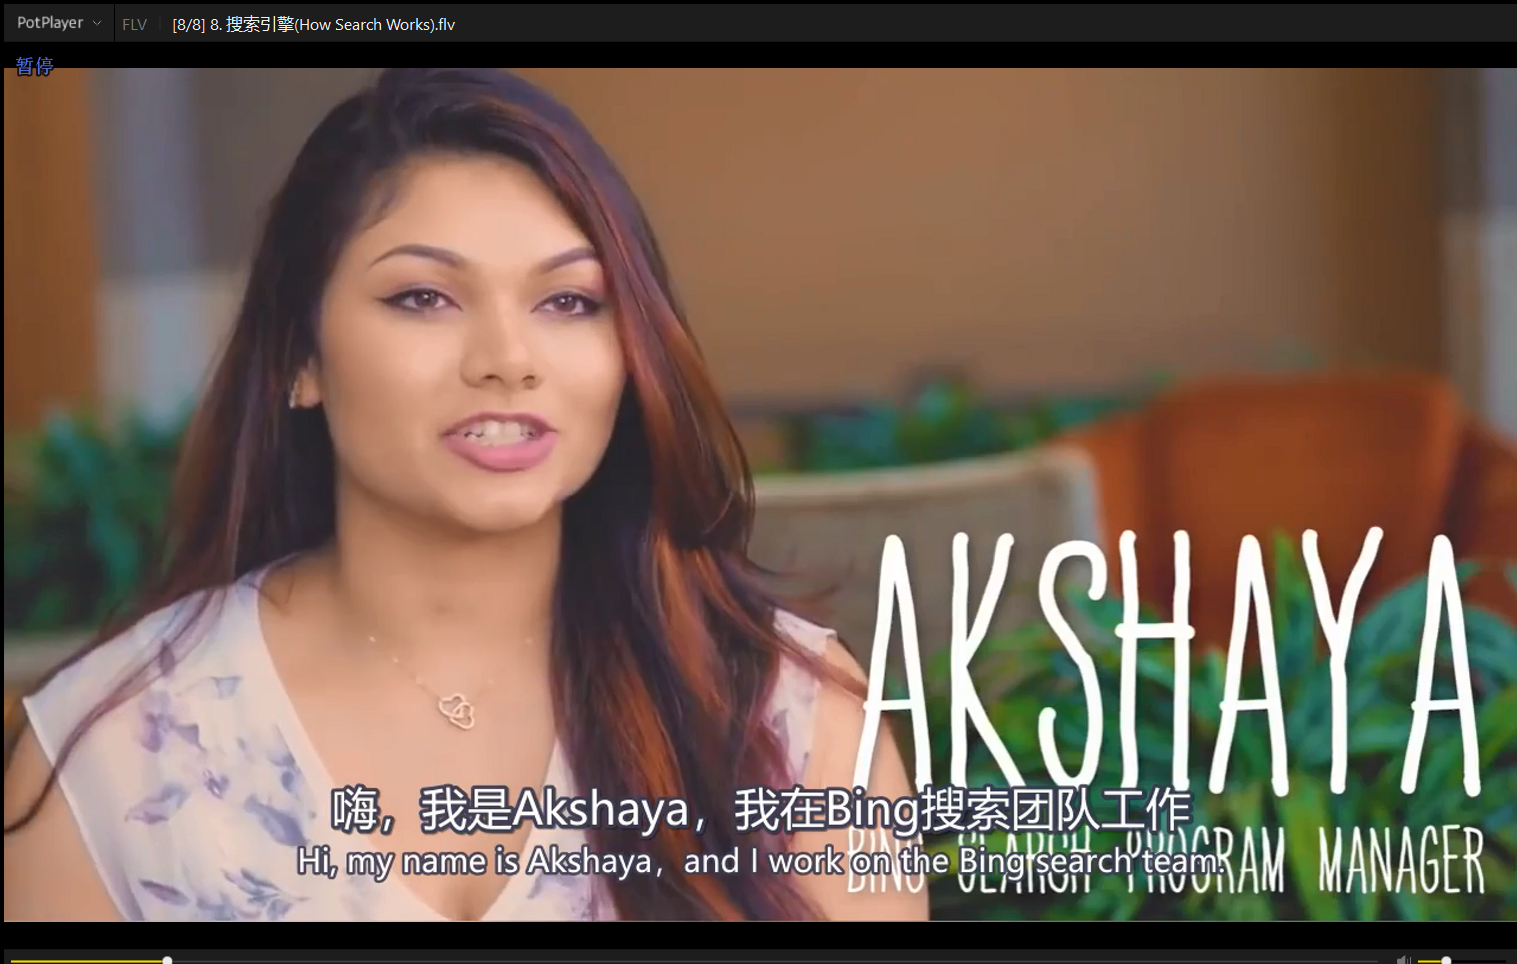 PotPlayer FLV [8/8] 8. 搜索引擎(How Search Works).flv
暂停
AKSHAYA
嗨，我是Akshaya，我在Bing搜索团队工作
BING SEARCH PROGRAM MANAGER
Hi, my name is Akshaya，and I work on the Bing search team.